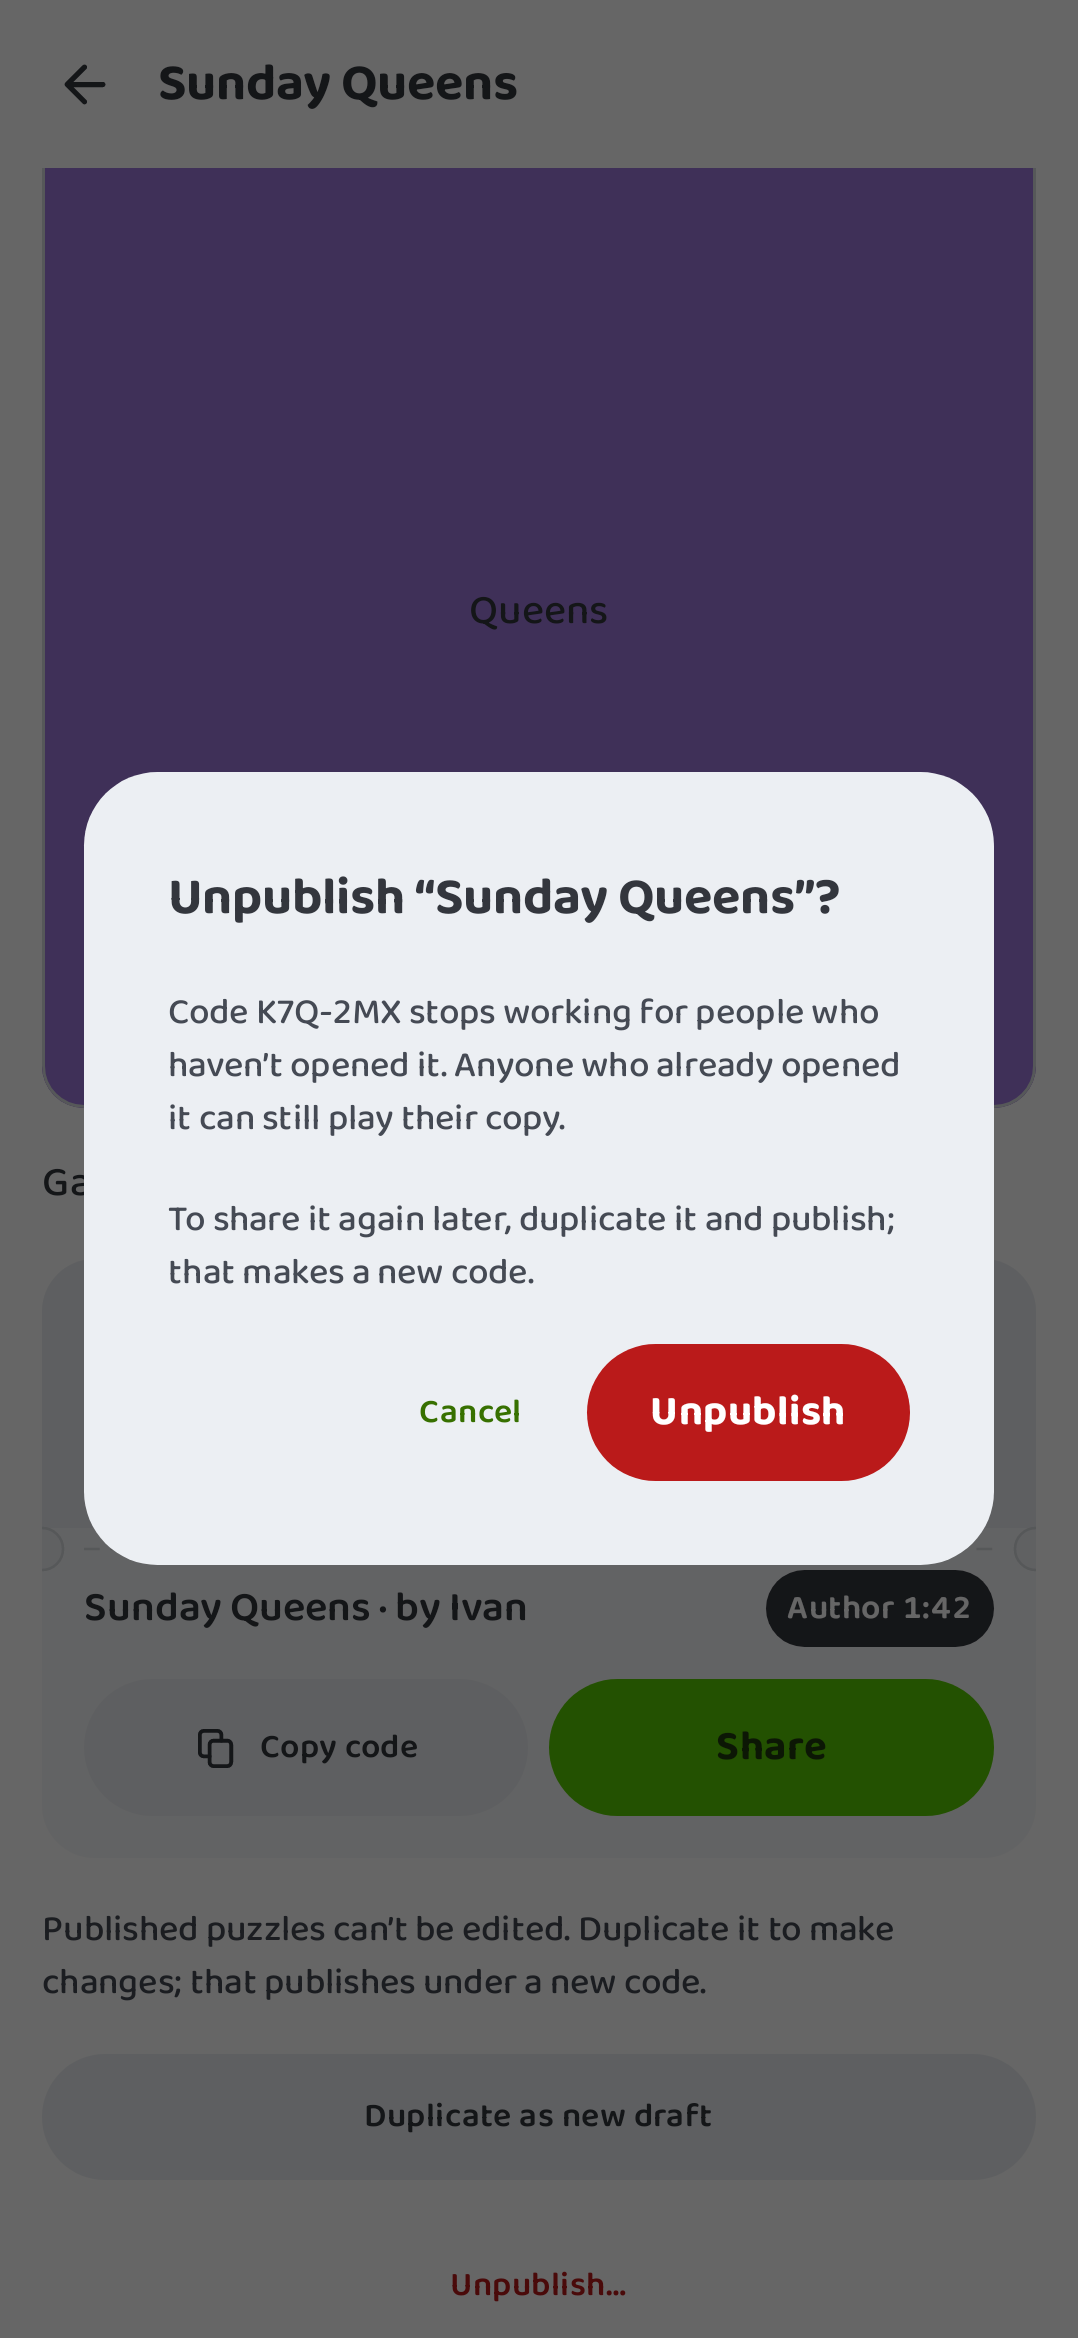 Sunday Queens
Queens
Unpublish “Sunday Queens”?
Code K7Q-2MX stops working for people who
haven’t opened it. Anyone who already opened
it can still play their copy.
To share it again later, duplicate it and publish;
that makes a new code.
Cancel
Unpublish
Sunday Queens · by Ivan
Author 1:42
Copy code
Share
Published puzzles can’t be edited. Duplicate it to make
changes; that publishes under a new code.
Duplicate as new draft
Unpublish…